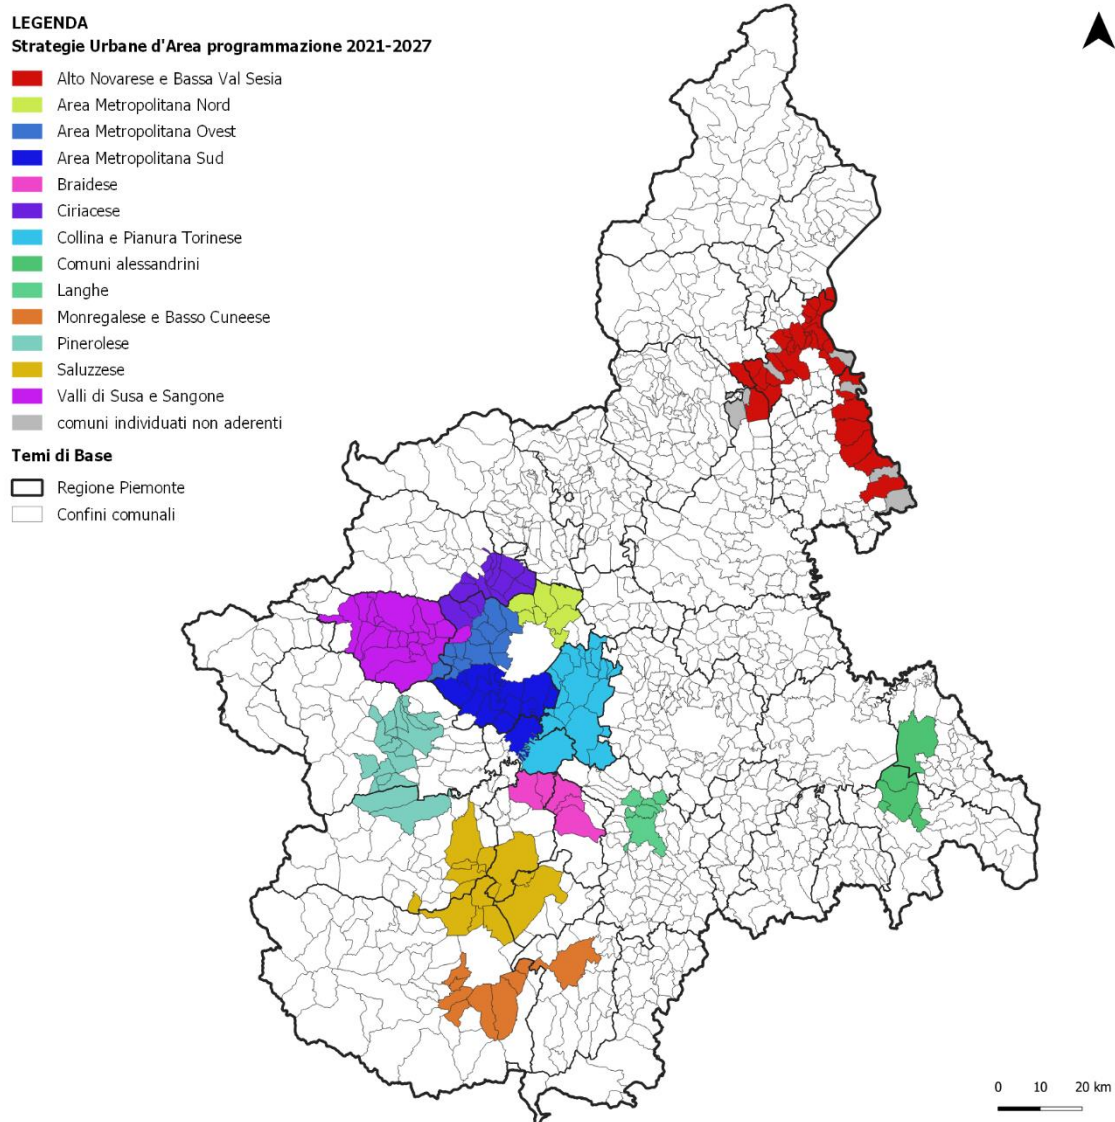 LEGENDA
Strategie Urbane d'Area programmazione 2021-2027
Alto Novarese e Bassa Val Sesia
Area Metropolitana Nord
Area Metropolitana Ovest
Area Metropolitana Sud
Braidese
Ciriacese
Collina e Pianura Torinese
Comuni alessandrini
Langhe
Monregalese e Basso Cuneese
Pinerolese
Saluzzese
Valli di Susa e Sangone
comuni individuati non aderenti
Temi di Base
Regione Piemonte
Confini comunali
0 10 20 km